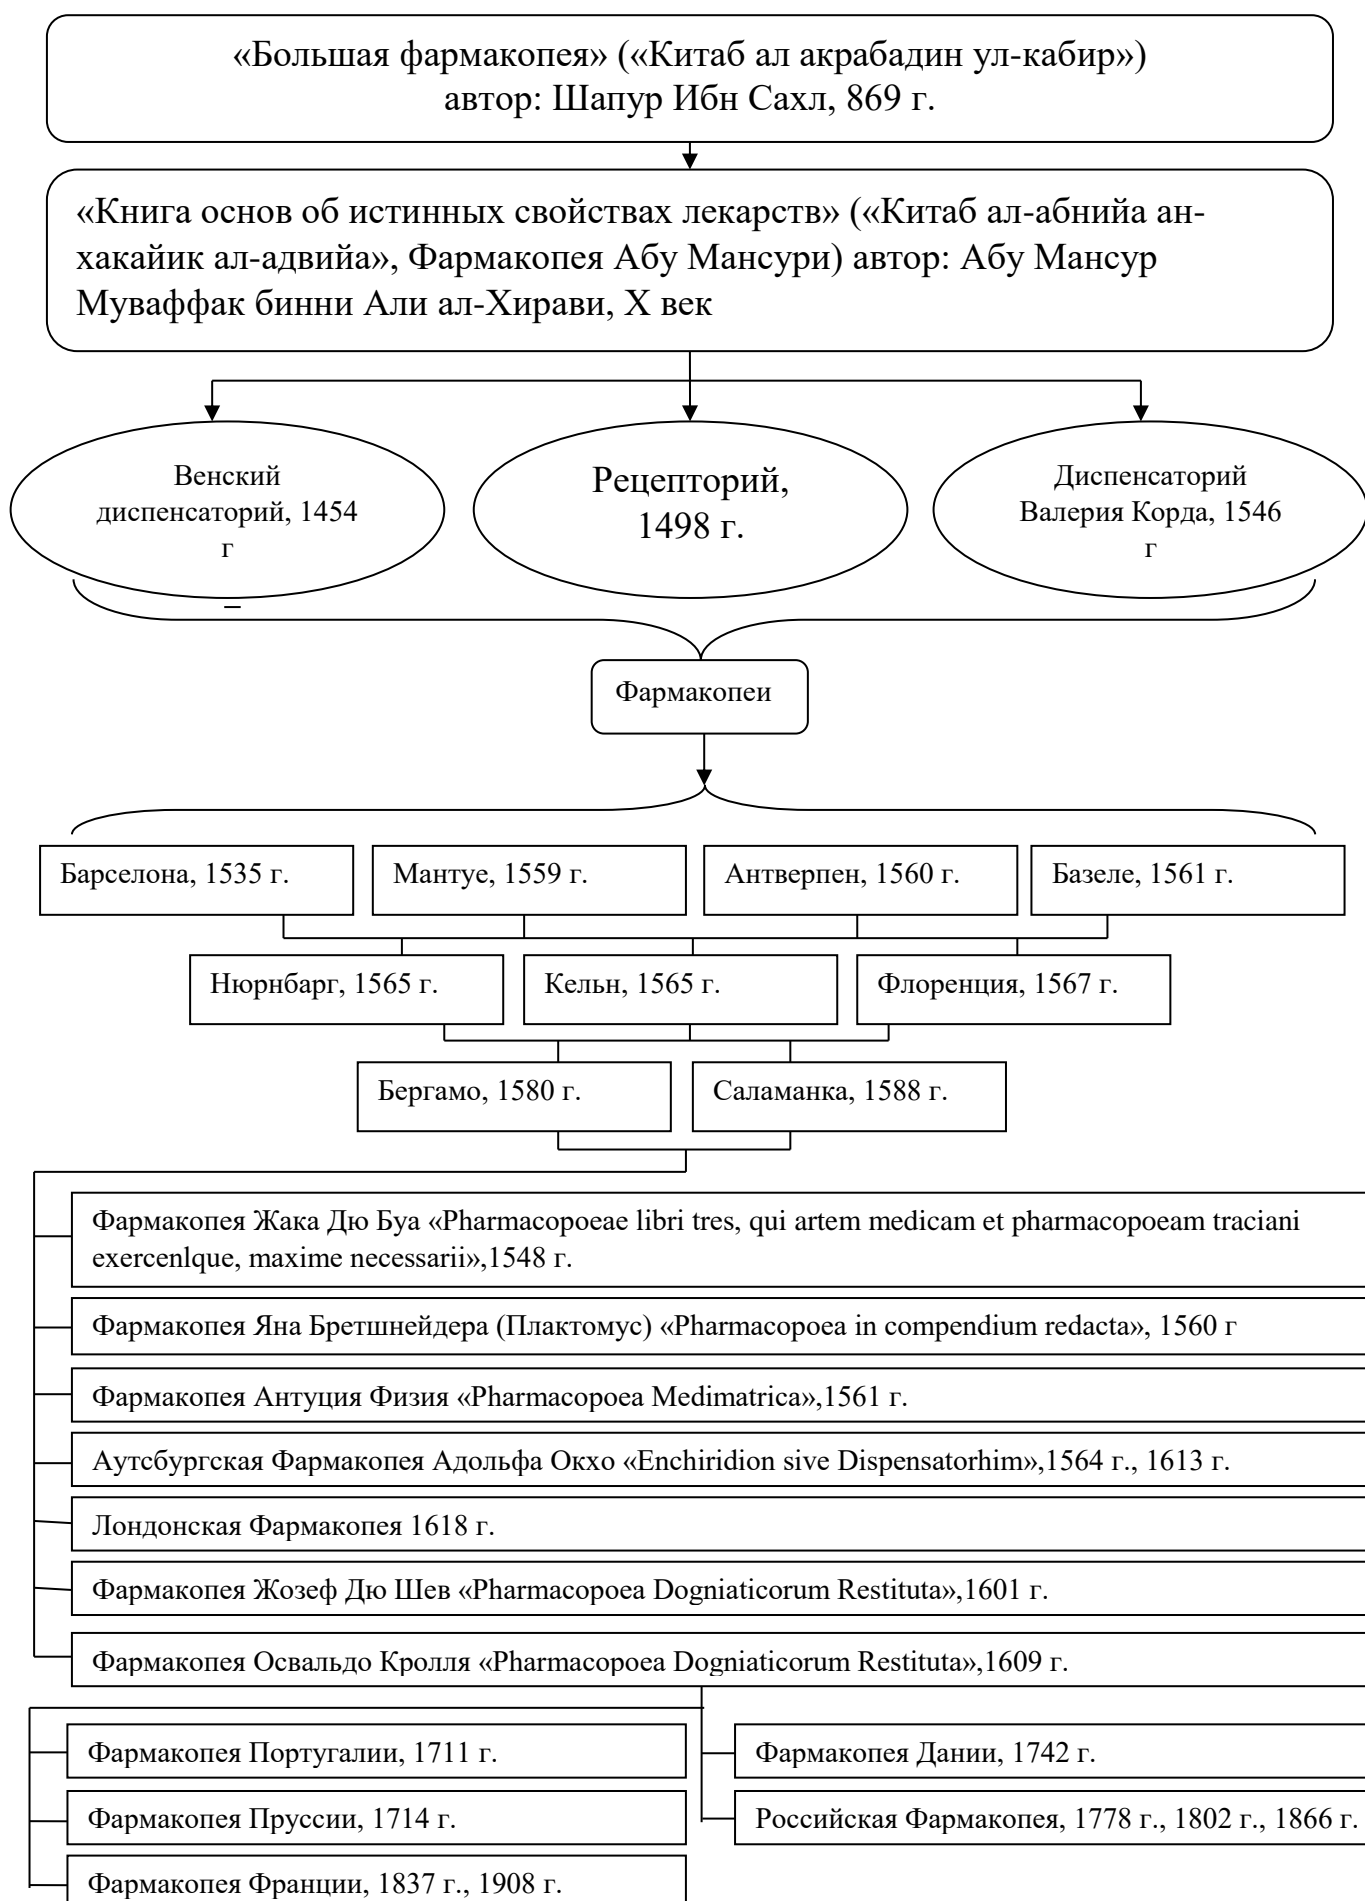 «Большая фармакопея» («Китаб ал акрабадин ул-кабир»)
автор: Шапур Ибн Сахл, 869 г.
«Книга основ об истинных свойствах лекарств» («Китаб ал-абнийа ан-
хакайик ал-адвийа», Фармакопея Абу Мансури) автор: Абу Мансур
Муваффак бинни Али ал-Хирави, X век
Венский
диспенсаторий, 1454
г
Рецепторий,
1498 г.
Диспенсаторий
Валерия Корда, 1546
г
–
Фармакопеи
Барселона, 1535 г.
Мантуе, 1559 г.
Антверпен, 1560 г.
Базеле, 1561 г.
Нюрнбарг, 1565 г.
Кельн, 1565 г.
Флоренция, 1567 г.
Бергамо, 1580 г.
Саламанка, 1588 г.
Фармакопея Жака Дю Буа «Pharmacopoeae libri tres, qui artem medicam et pharmacopoeam traciani
exercenlque, maxime necessarii»,1548 г.
Фармакопея Яна Бретшнейдера (Плактомус) «Pharmacopoea in compendium redacta», 1560 г
Фармакопея Антуция Физия «Pharmacopoea Medimatrica»,1561 г.
Аутсбургская Фармакопея Адольфа Окхо «Enchiridion sive Dispensatorhim»,1564 г., 1613 г.
Лондонская Фармакопея 1618 г.
Фармакопея Жозеф Дю Шев «Pharmacopoea Dogniaticorum Restituta»,1601 г.
Фармакопея Освальдо Кролля «Pharmacopoea Dogniaticorum Restituta»,1609 г.
Фармакопея Португалии, 1711 г.
Фармакопея Дании, 1742 г.
Фармакопея Пруссии, 1714 г.
Российская Фармакопея, 1778 г., 1802 г., 1866 г.
Фармакопея Франции, 1837 г., 1908 г.